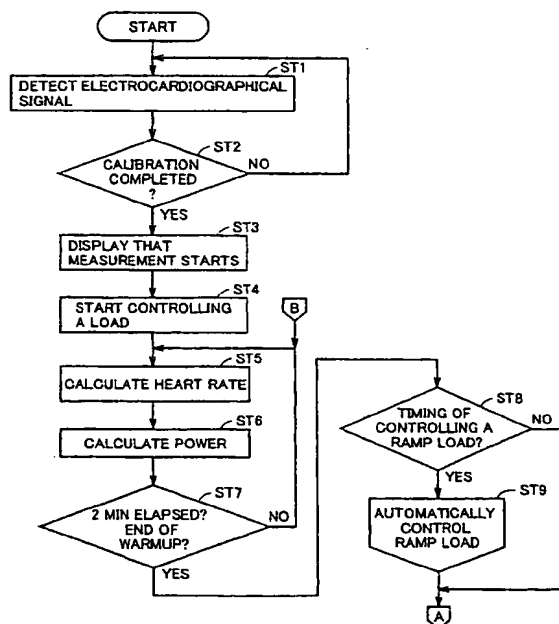 START
ST1
DETECT ELECTROCARDIOGRAPHICAL
SIGNAL
ST2
CALIBRATION
COMPLETED
?
NO
YES
ST3
DISPLAY THAT
MEASUREMENT STARTS
ST4
START CONTROLLING
A LOAD
B
ST5
CALCULATE HEART RATE
ST6
CALCULATE POWER
ST7
2 MIN ELAPSED?
END OF
WARMUP?
NO
YES
ST8
TIMING OF
CONTROLLING A
RAMP LOAD?
NO
YES
ST9
AUTOMATICALLY
CONTROL
RAMP LOAD
A